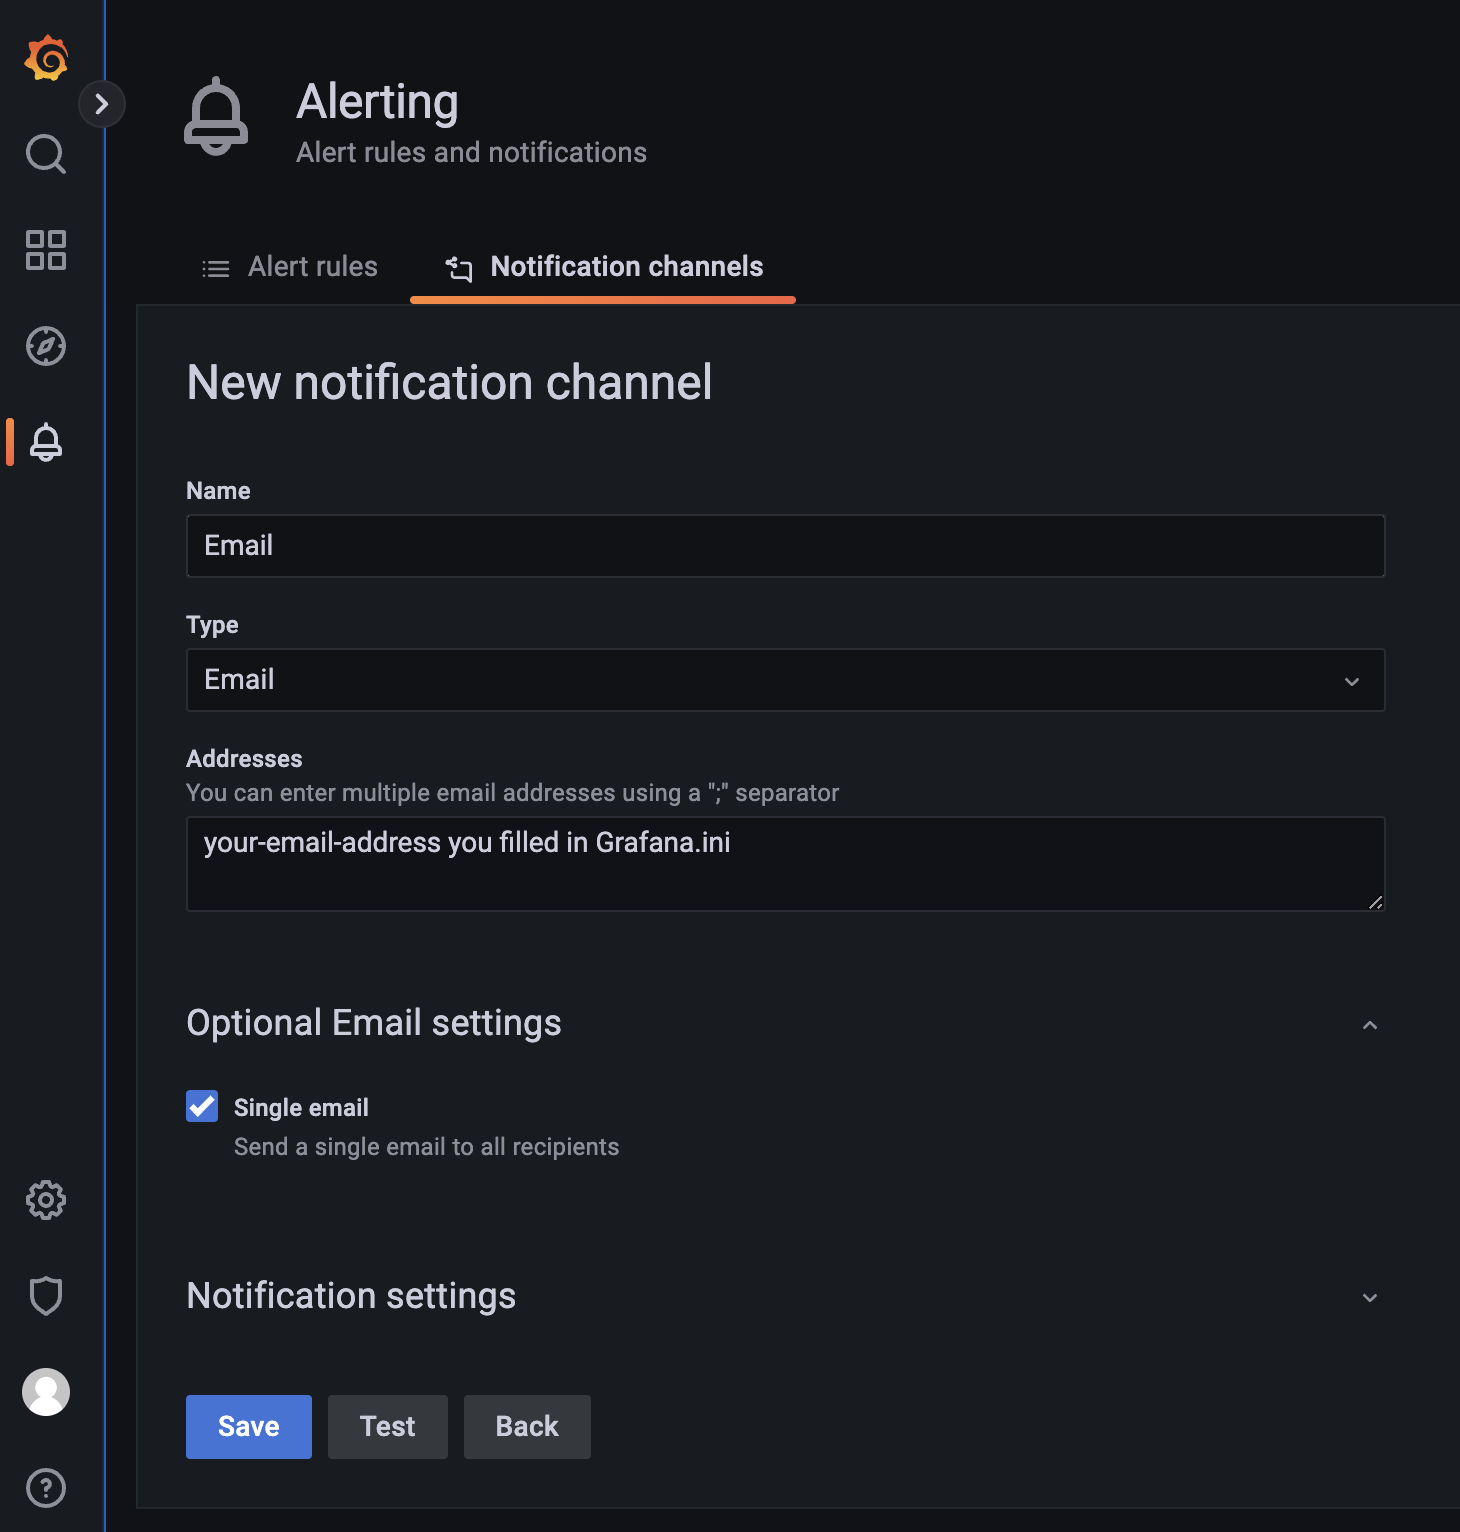 Alerting
Alert rules and notifications
Alert rules
Notification channels
New notification channel
Name
Email
Type
Email
Addresses
You can enter multiple email addresses using a ";" separator
your-email-address you filled in Grafana.ini
Optional Email settings
Single email
Send a single email to all recipients
Notification settings
Save
Test
Back